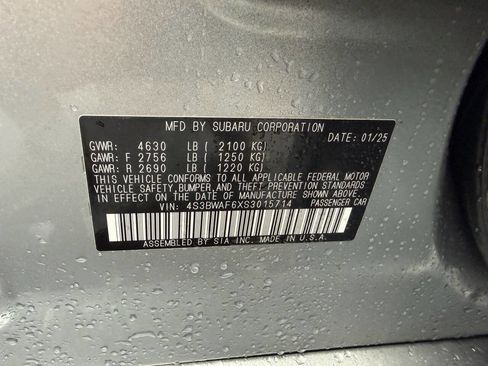 MFD BY SUBARU CORPORATION
DATE: 01/25
GVWR: 4630 LB ( 2100 KG)
GAWR: F 2756 LB ( 1250 KG)
GAWR: R 2690 LB ( 1220 KG)
THIS VEHICLE CONFORMS TO ALL APPLICABLE FEDERAL MOTOR
VEHICLE SAFETY, BUMPER, AND THEFT PREVENTION STANDARDS
IN EFFECT ON THE DATE OF MANUFACTURE SHOWN ABOVE.
VIN: 4S3BWAF6XS3015714 PASSENGER CAR
ASSEMBLED BY SIA INC. MADE IN U.S.A.